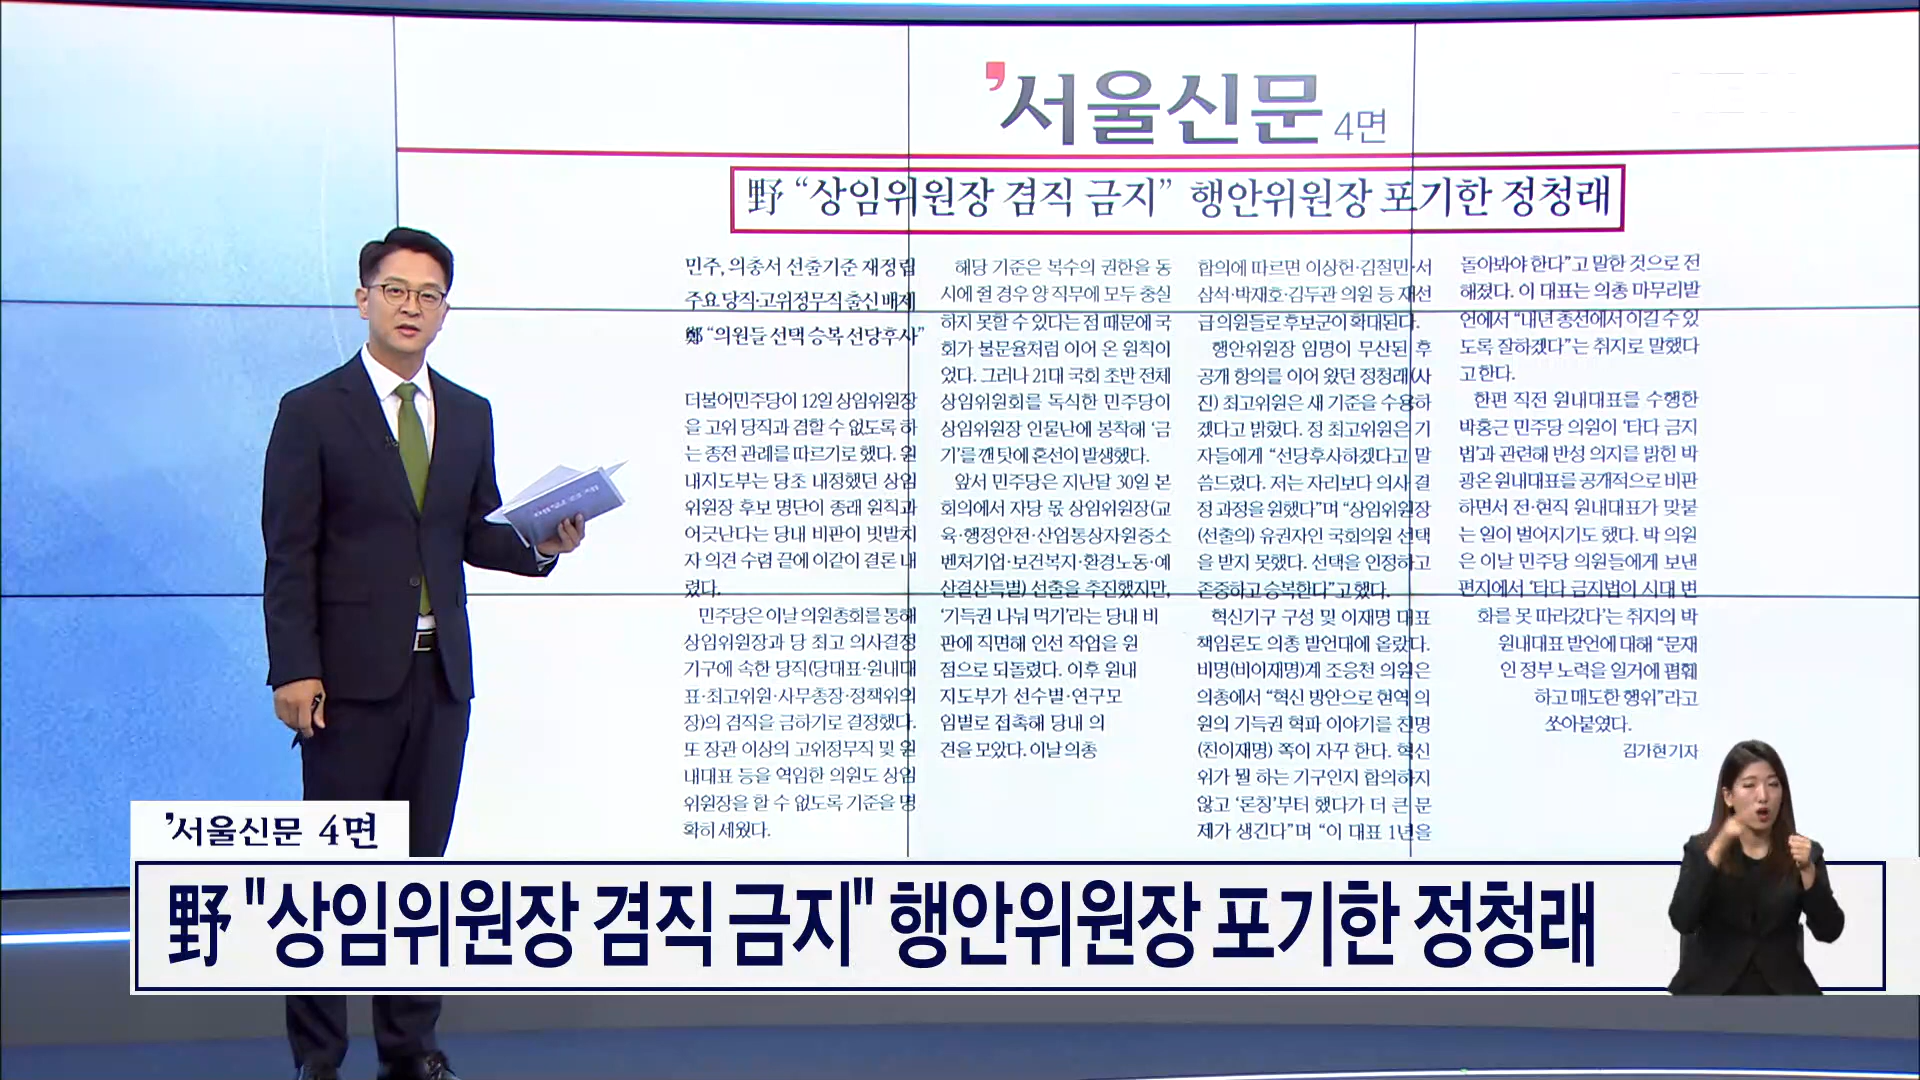 '서울신문 4면
野 “상임위원장 겸직 금지” 행안위원장 포기한 정청래
민주, 의총서 선출기준 재정립
주요 당직·고위정무직 출신 배제
鄭 “의원들 선택 승복 선당후사”
더불어민주당이 12일 상임위원장
을 고위 당직과 겸할 수 없도록 하
는 종전 관례를 따르기로 했다. 원
내지도부는 당초 내정했던 상임
위원장 후보 명단이 종래 원칙과
어긋난다는 당내 비판이 빗발치
자 의견 수렴 끝에 이같이 결론 내
렸다.
민주당은 이날 의원총회를 통해
상임위원장과 당 최고 의사결정
기구에 속한 당직(당대표·원내대
표·최고위원·사무총장·정책위의
장)의 겸직을 금하기로 결정했다.
또 장관 이상의 고위정무직 및 원
내대표 등을 역임한 의원도 상임
위원장을 할 수 없도록 기준을 명
확히 세웠다.
해당 기준은 복수의 권한을 동
시에 쥘 경우 양 직무에 모두 충실
하지 못할 수 있다는 점 때문에 국
회가 불문율처럼 이어 온 원칙이
었다. 그러나 21대 국회 초반 전체
상임위원회를 독식한 민주당이
상임위원장 인물난에 봉착해 ‘금
기’를 깬 탓에 혼선이 발생했다.
앞서 민주당은 지난달 30일 본
회의에서 자당 몫 상임위원장(교
육·행정안전·산업통상자원중소
벤처기업·보건복지·환경노동·예
산결산특별) 선출을 추진했지만,
‘기득권 나눠 먹기’라는 당내 비
판에 직면해 인선 작업을 원
점으로 되돌렸다. 이후 원내
지도부가 선수별·연구모
임별로 접촉해 당내 의
견을 모았다. 이날 의총
합의에 따르면 이상헌·김철민·서
삼석·박재호·김두관 의원 등 재선
급 의원들로 후보군이 확대된다.
행안위원장 임명이 무산된 후
공개 항의를 이어 왔던 정청래(사
진) 최고위원은 새 기준을 수용하
겠다고 밝혔다. 정 최고위원은 기
자들에게 “선당후사하겠다고 말
씀드렸다. 저는 자리보다 의사 결
정 과정을 원했다”며 “상임위원장
(선출의) 유권자인 국회의원 선택
을 받지 못했다. 선택을 인정하고
존중하고 승복한다”고 했다.
혁신기구 구성 및 이재명 대표
책임론도 의총 발언대에 올랐다.
비명(비이재명)계 조응천 의원은
의총에서 “혁신 방안으로 현역 의
원의 기득권 혁파 이야기를 친명
(친이재명) 쪽이 자꾸 한다. 혁신
위가 뭘 하는 기구인지 합의하지
않고 ‘론칭’부터 했다가 더 큰 문
제가 생긴다”며 “이 대표 1년을
돌아봐야 한다”고 말한 것으로 전
해졌다. 이 대표는 의총 마무리발
언에서 “내년 총선에서 이길 수 있
도록 잘하겠다”는 취지로 말했다
고 한다.
한편 직전 원내대표를 수행한
박홍근 민주당 의원이 ‘타다 금지
법’과 관련해 반성 의지를 밝힌 박
광온 원내대표를 공개적으로 비판
하면서 전·현직 원내대표가 맞붙
는 일이 벌어지기도 했다. 박 의원
은 이날 민주당 의원들에게 보낸
편지에서 ‘타다 금지법이 시대 변
화를 못 따라갔다’는 취지의 박
원내대표 발언에 대해 “문재
인 정부 노력을 일거에 폄훼
하고 매도한 행위”라고
쏘아붙였다.
김가현 기자
'서울신문 4면
野 "상임위원장 겸직 금지" 행안위원장 포기한 정청래